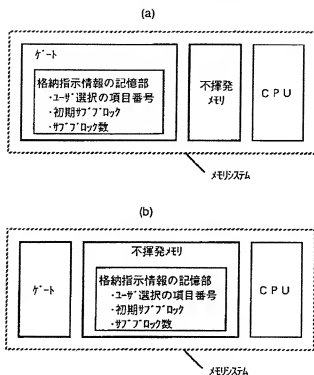 (a)
ゲート
格納指示情報の記憶部
・ユーザ選択の項目番号
・初期サブブロック
・サブブロック数
不揮発
メモリ
ＣＰＵ
メモリシステム
(b)
ゲート
不揮発メモリ
格納指示情報の記憶部
・ユーザ選択の項目番号
・初期サブブロック
・サブブロック数
ＣＰＵ
メモリシステム